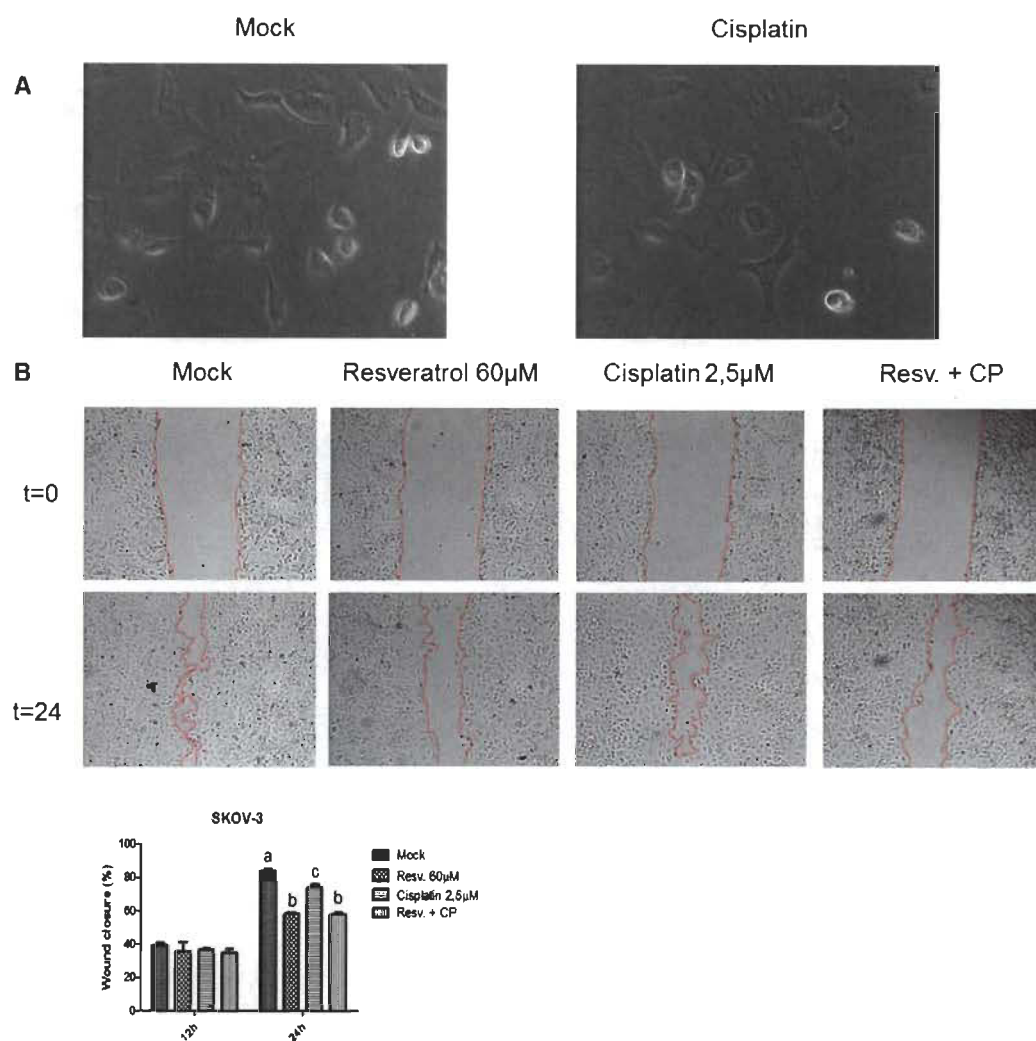 Mock Cisplatin
A
B Mock Resveratrol 60µM Cisplatin 2,5µM Resv. + CP
t=0
t=24
SKOV-3
Wound closure (%)
100
80
60
40
20
0
a
b
c
b
12h
24h
Mock
Resv. 60µM
Cisplatin 2,5µM
Resv. + CP